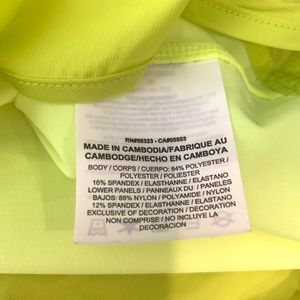 RN#56323 - CA#05553
MADE IN CAMBODIA/FABRIQUE AU
CAMBODGE/HECHO EN CAMBOYA
BODY / CORPS / CUERPO: 84% POLYESTER /
POLYESTER / POLIÉSTER
16% SPANDEX / ELASTHANNE / ELASTANO
LOWER PANELS / PANNEAUX DU / PANELES
BAJOS: 88% NYLON / POLYAMIDE / NYLON
12% SPANDEX / ELASTHANNE / ELASTANO
EXCLUSIVE OF DECORATION / DECORATION
NON COMPRISE / NO INCLUYE LA
DECORACIÓN